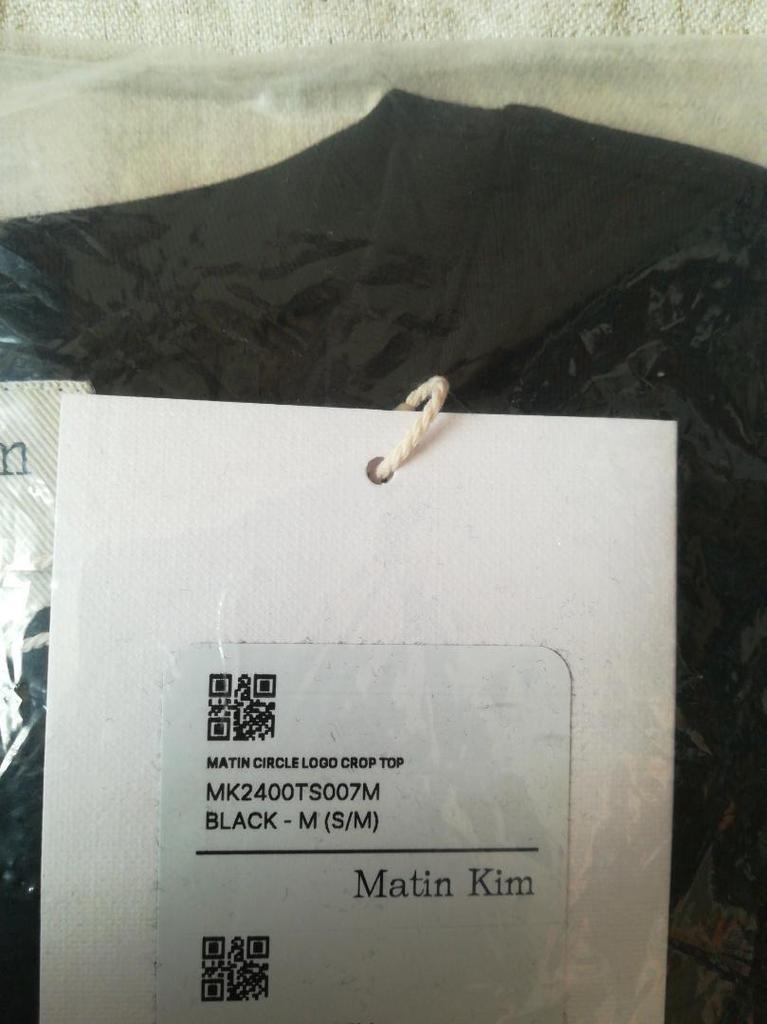 m
MATIN CIRCLE LOGO CROP TOP
MK2400TS007M
BLACK - M (S/M)
Matin Kim